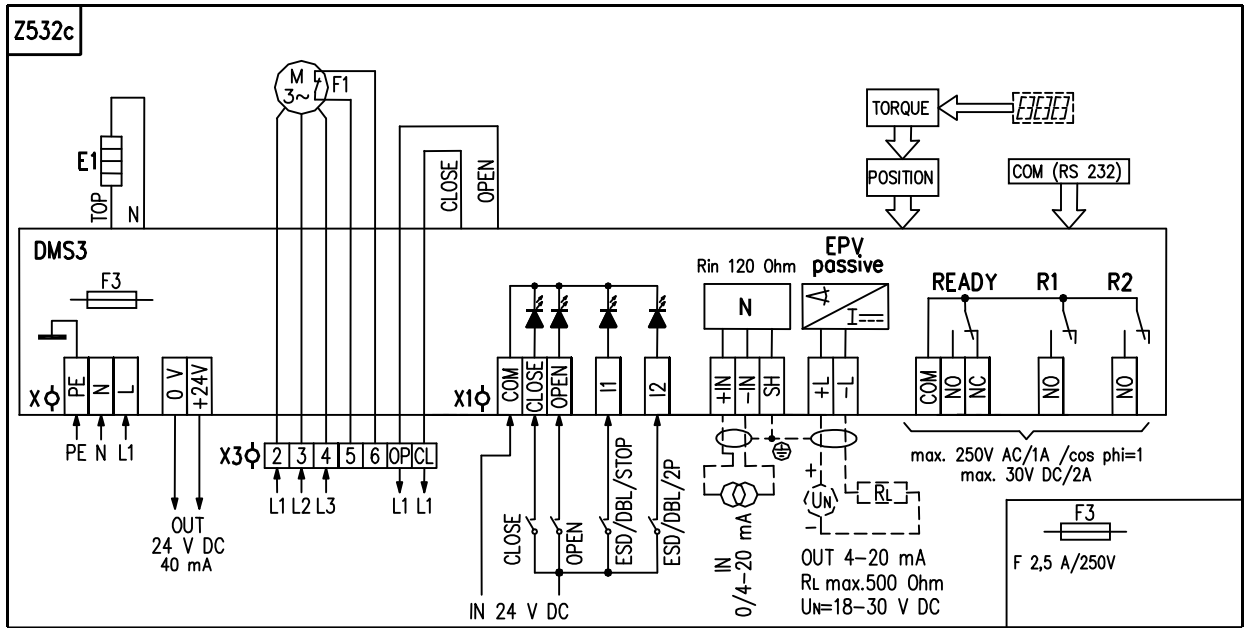 Z532c
M
3~
F1
E1
TOP
N
CLOSE
OPEN
TORQUE
POSITION
COM (RS 232)
DMS3
F3
Rin 120 Ohm
EPV
passive
N
READY
R1
R2
I
X
PE
N
L
0 V
+24V
X1
COM
CLOSE
OPEN
I1
I2
+IN
-IN
SH
+L
-L
COM
NO
NC
NO
NO
PE N L1
X3
2
3
4
5
6
OP
CL
L1 L2 L3
L1 L1
OUT
24 V DC
40 mA
CLOSE
OPEN
ESD/DBL/STOP
ESD/DBL/2P
IN 24 V DC
IN
0/4-20 mA
+
UN
-
RL
OUT 4-20 mA
RL max.500 Ohm
UN=18-30 V DC
max. 250V AC/1A /cos phi=1
max. 30V DC/2A
F3
F 2,5 A/250V